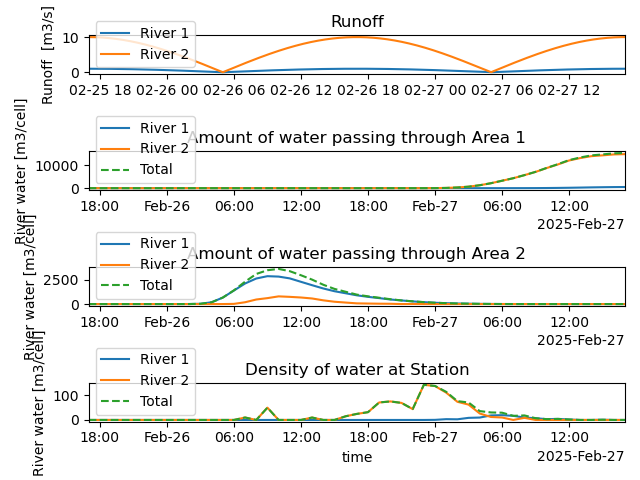 Runoff
Runoff  [m3/s]
River 1
River 2
10
0
02-25 18 02-26 00 02-26 06 02-26 12 02-26 18 02-27 00 02-27 06 02-27 12
Amount of water passing through Area 1
River water [m3/cell]
River 1
River 2
Total
10000
0
18:00 Feb-26 06:00 12:00 18:00 Feb-27 06:00 12:00
2025-Feb-27
Amount of water passing through Area 2
River water [m3/cell]
River 1
River 2
Total
2500
0
18:00 Feb-26 06:00 12:00 18:00 Feb-27 06:00 12:00
2025-Feb-27
Density of water at Station
River water [m3/cell]
River 1
River 2
Total
100
0
18:00 Feb-26 06:00 12:00 18:00 Feb-27 06:00 12:00
time
2025-Feb-27